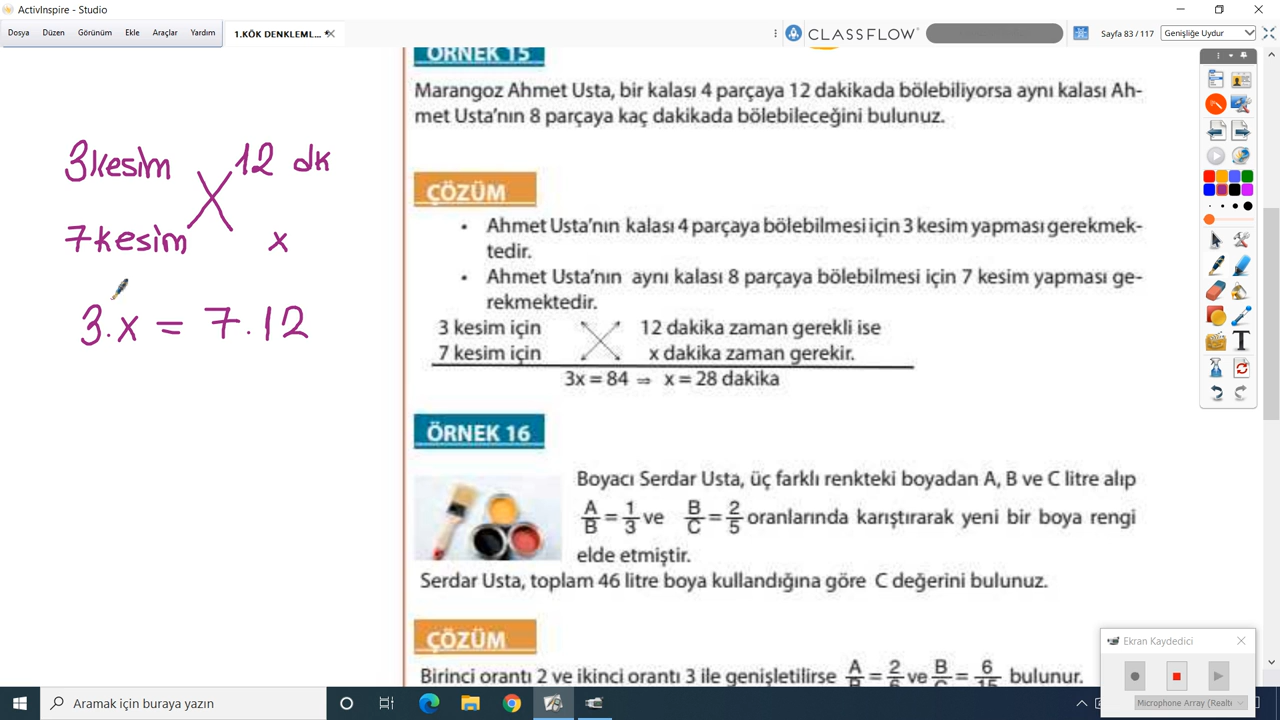 ActivInspire - Studio
Dosya Düzen Görünüm Ekle Araçlar Yardım
1.KÖK DENKLEML...
CLASSFLOW
Sayfa 83 / 117
Genişliğe Uydur
3 kesim 12 dk
7 kesim x
3.x = 7.12
ÖRNEK 15
Marangoz Ahmet Usta, bir kalası 4 parçaya 12 dakikada bölebiliyorsa aynı kalası Ah-
met Usta'nın 8 parçaya kaç dakikada bölebileceğini bulunuz.
ÇÖZÜM
• Ahmet Usta'nın kalası 4 parçaya bölebilmesi için 3 kesim yapması gerekmek-
tedir.
• Ahmet Usta'nın aynı kalası 8 parçaya bölebilmesi için 7 kesim yapması ge-
rekmektedir.
3 kesim için 12 dakika zaman gerekli ise
7 kesim için x dakika zaman gerekir.
3x = 84 ⇒ x = 28 dakika
ÖRNEK 16
Boyacı Serdar Usta, üç farklı renkteki boyadan A, B ve C litre alıp
A/B = 1/3 ve B/C = 2/5 oranlarında karıştırarak yeni bir boya rengi
elde etmiştir.
Serdar Usta, toplam 46 litre boya kullandığına göre C değerini bulunuz.
ÇÖZÜM
Birinci orantı 2 ve ikinci orantı 3 ile genişletilirse A/B = 2/6 ve B/C = 6/15 bulunur.
Ekran Kaydedici
Microphone Array (Realt
Aramak için buraya yazın